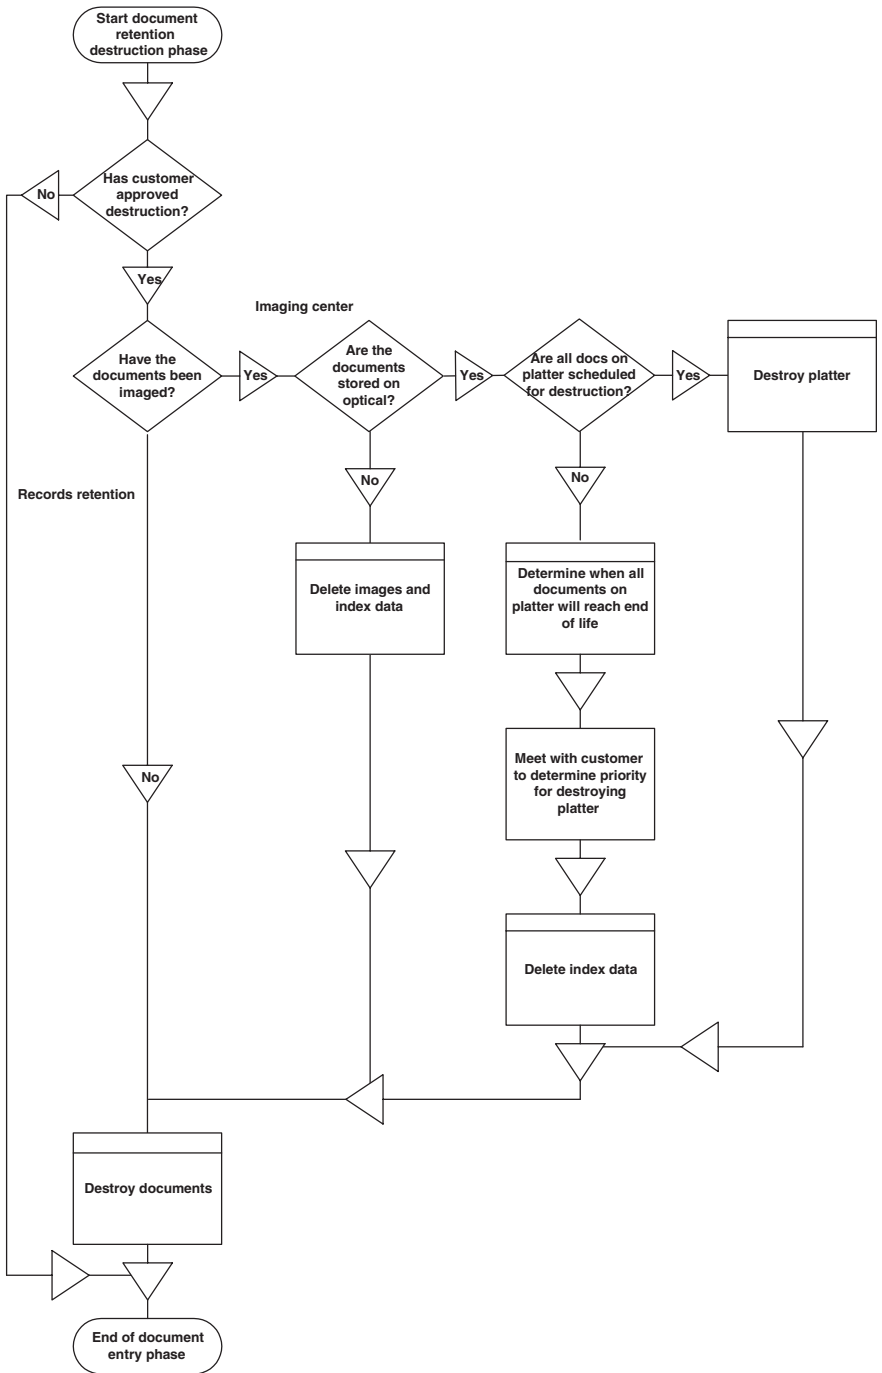 Start document
retention
destruction phase
Has customer
approved
destruction?
No
Yes
Imaging center
Have the
documents been
imaged?
Yes
Are the
documents
stored on
optical?
Yes
Are all docs on
platter scheduled
for destruction?
Yes
Destroy platter
No
No
Records retention
Delete images and
index data
Determine when all
documents on
platter will reach end
of life
No
Meet with customer
to determine priority
for destroying
platter
Delete index data
Destroy documents
End of document
entry phase